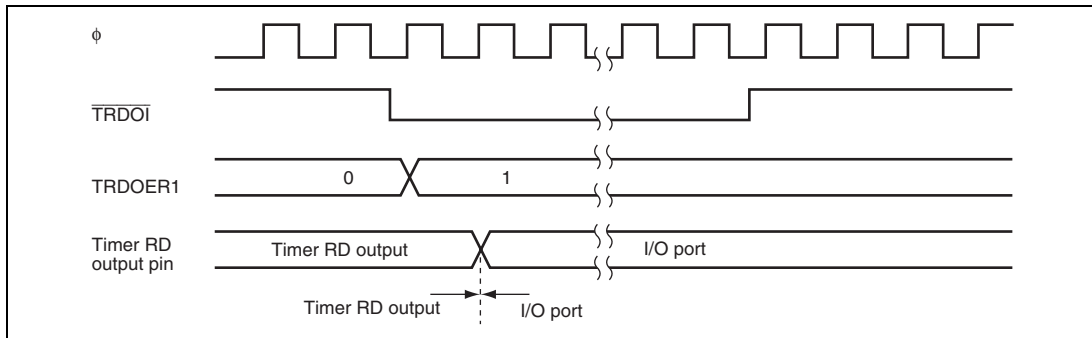 ϕ
TRDOI
TRDOER1
0
1
Timer RD
output pin
Timer RD output
I/O port
Timer RD output
I/O port